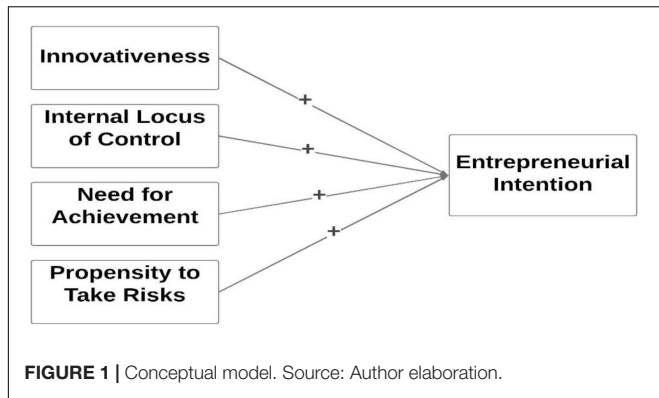 Innovativeness
+
Internal Locus
of Control
+
Need for
Achievement
+
Propensity to
Take Risks
+
Entrepreneurial
Intention
FIGURE 1 | Conceptual model. Source: Author elaboration.